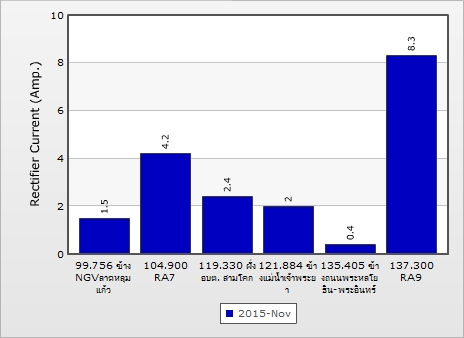 10
8
6
4
2
0
Rectifier Current (Amp.)
1.5
4.2
2.4
2
0.4
8.3
99.756 ข้าง
NGVลาดหลุม
แก้ว
104.900
RA7
119.330 ฝั่ง
อบต. สามโคก
121.884 ข้า
งแม่น้ำเจ้าพระย
า
135.405 ข้า
งถนนพระหลโย
ธิน-พระอินทร์
137.300
RA9
2015-Nov